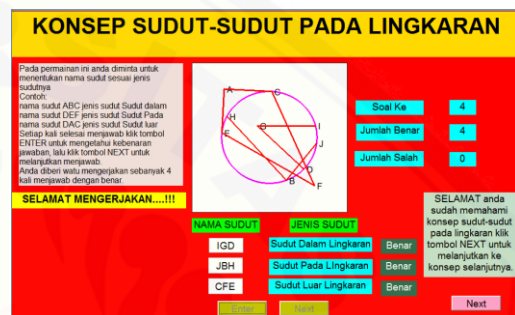 KONSEP SUDUT-SUDUT PADA LINGKARAN
Pada permainan ini anda diminta untuk
menentukan nama sudut sesuai jenis
sudutnya
Contoh:
nama sudut ABC jenis sudut Sudut dalam
nama sudut DEF jenis sudut Sudut Pada
nama sudut DAC jenis sudut Sudut luar
Setiap kali selesai menjawab klik tombol
ENTER untuk mengetahui kebenaran
jawaban, lalu klik tombol NEXT untuk
melanjutkan menjawab.
Anda diberi watu mengerjakan sebanyak 4
kali menjawab dengan benar.
SELAMAT MENGERJAKAN....!!!
A
C
H
G
I
E
J
D
B
F
Soal Ke 4
Jumlah Benar 4
Jumlah Salah 0
NAMA SUDUT JENIS SUDUT
IGD Sudut Dalam Lingkaran Benar
JBH Sudut Pada LIngkaran Benar
CFE Sudut Luar Lingkaran Benar
Enter Next
SELAMAT anda
sudah memahami
konsep sudut-sudut
pada lingkaran klik
tombol NEXT untuk
melanjutkan ke
konsep selanjutnya.
Next